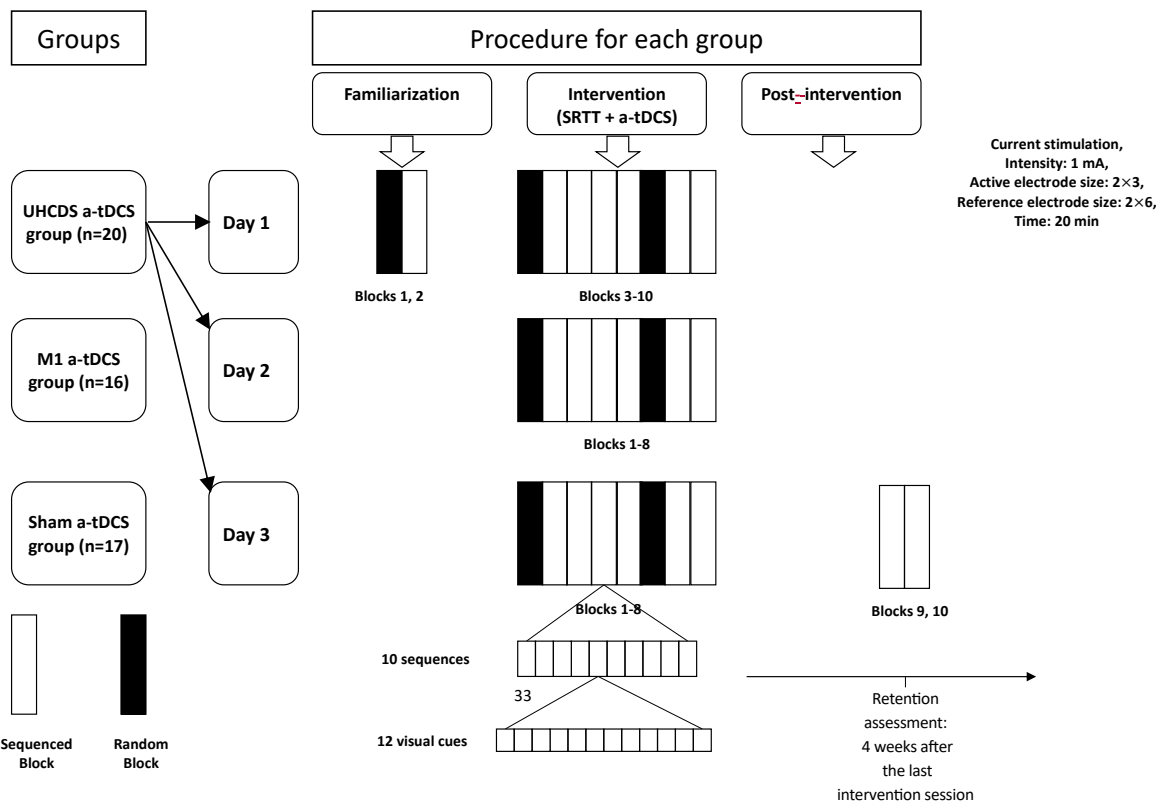 Groups
Procedure for each group
Familiarization
Intervention
(SRTT + a-tDCS)
Post--intervention
Current stimulation,
Intensity: 1 mA,
Active electrode size: 2×3,
Reference electrode size: 2×6,
Time: 20 min
UHCDS a-tDCS
group (n=20)
Day 1
Blocks 1, 2
Blocks 3-10
M1 a-tDCS
group (n=16)
Day 2
Blocks 1-8
Sham a-tDCS
group (n=17)
Day 3
Blocks 1-8
Blocks 9, 10
10 sequences
33
12 visual cues
Sequenced
Block
Random
Block
Retention
assessment:
4 weeks after
the last
intervention session